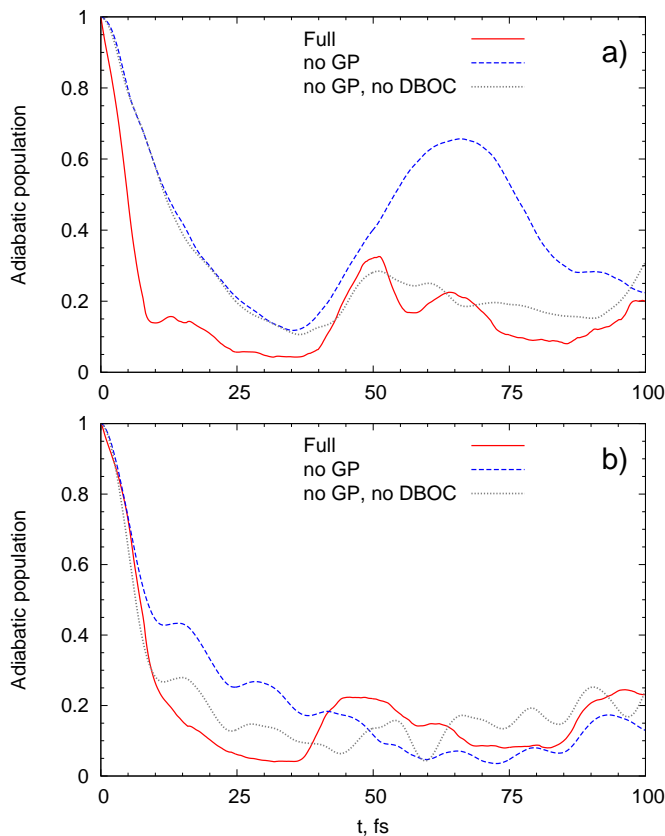 a)
Full
no GP
no GP, no DBOC
Adiabatic population
1
0.8
0.6
0.4
0.2
0
0 25 50 75 100
b)
Full
no GP
no GP, no DBOC
Adiabatic population
1
0.8
0.6
0.4
0.2
0
0 25 50 75 100
t, fs